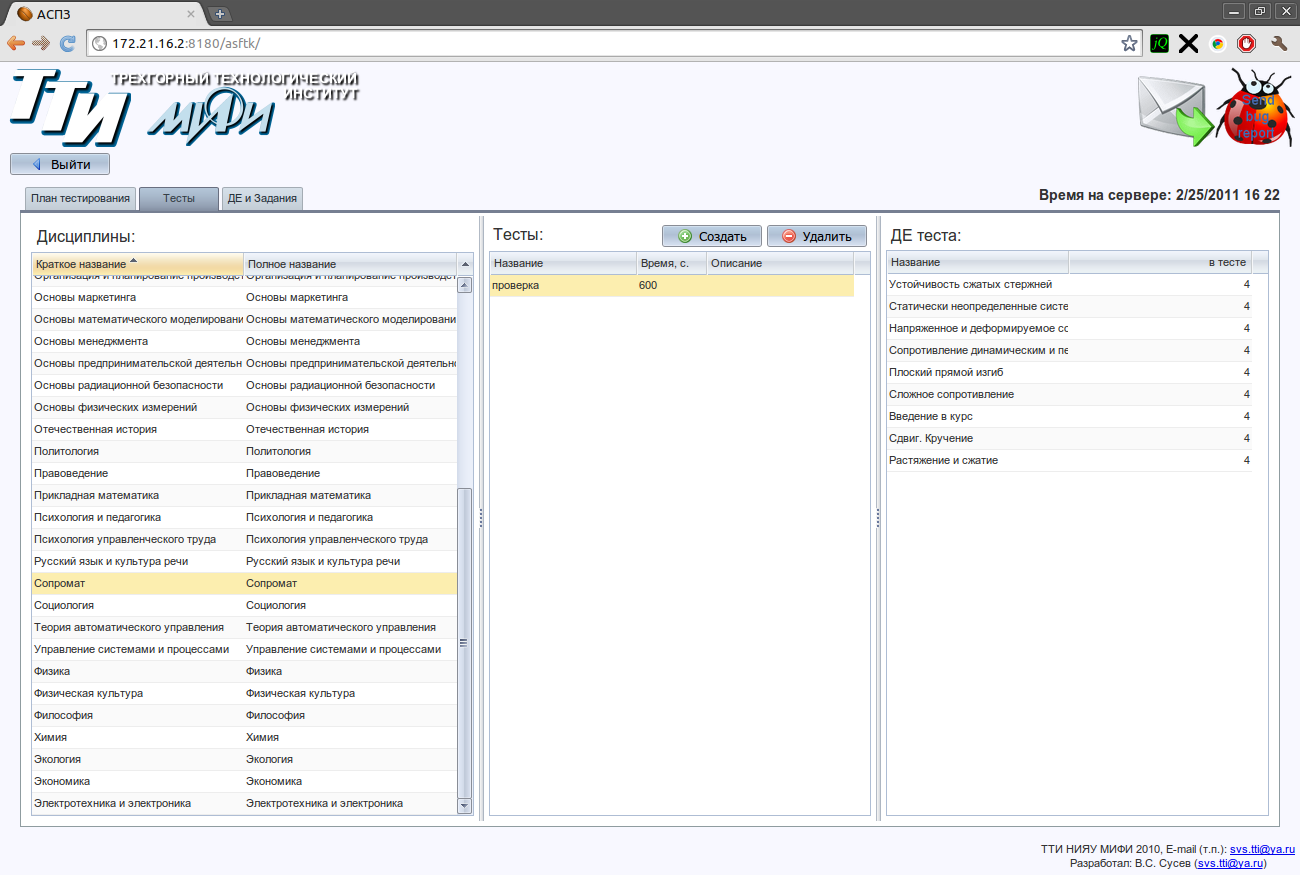 АСПЗ
172.21.16.2:8180/asftk/
jQ
ТТИ
ТРЕХГОРНЫЙ ТЕХНОЛОГИЧЕСКИЙ
ИНСТИТУТ
МИФИ
Send
bug
report
Выйти
План тестирования Тесты ДЕ и Задания
Время на сервере: 2/25/2011 16 22
Дисциплины:
Краткое название Полное название
Организация и планирование производст Организация и планирование производст
Основы маркетинга Основы маркетинга
Основы математического моделировани Основы математического моделировани
Основы менеджмента Основы менеджмента
Основы предпринимательской деятельн Основы предпринимательской деятельно
Основы радиационной безопасности Основы радиационной безопасности
Основы физических измерений Основы физических измерений
Отечественная история Отечественная история
Политология Политология
Правоведение Правоведение
Прикладная математика Прикладная математика
Психология и педагогика Психология и педагогика
Психология управленческого труда Психология управленческого труда
Русский язык и культура речи Русский язык и культура речи
Сопромат Сопромат
Социология Социология
Теория автоматического управления Теория автоматического управления
Управление системами и процессами Управление системами и процессами
Физика Физика
Физическая культура Физическая культура
Философия Философия
Химия Химия
Экология Экология
Экономика Экономика
Электротехника и электроника Электротехника и электроника
Тесты: Создать Удалить
Название Время, с. Описание
проверка 600
ДЕ теста:
Название в тесте
Устойчивость сжатых стержней 4
Статически неопределенные систе 4
Напряженное и деформируемое со 4
Сопротивление динамическим и пе 4
Плоский прямой изгиб 4
Сложное сопротивление 4
Введение в курс 4
Сдвиг. Кручение 4
Растяжение и сжатие 4
ТТИ НИЯУ МИФИ 2010, E-mail (т.п.): svs.tti@ya.ru
Разработал: В.С. Сусев (svs.tti@ya.ru)